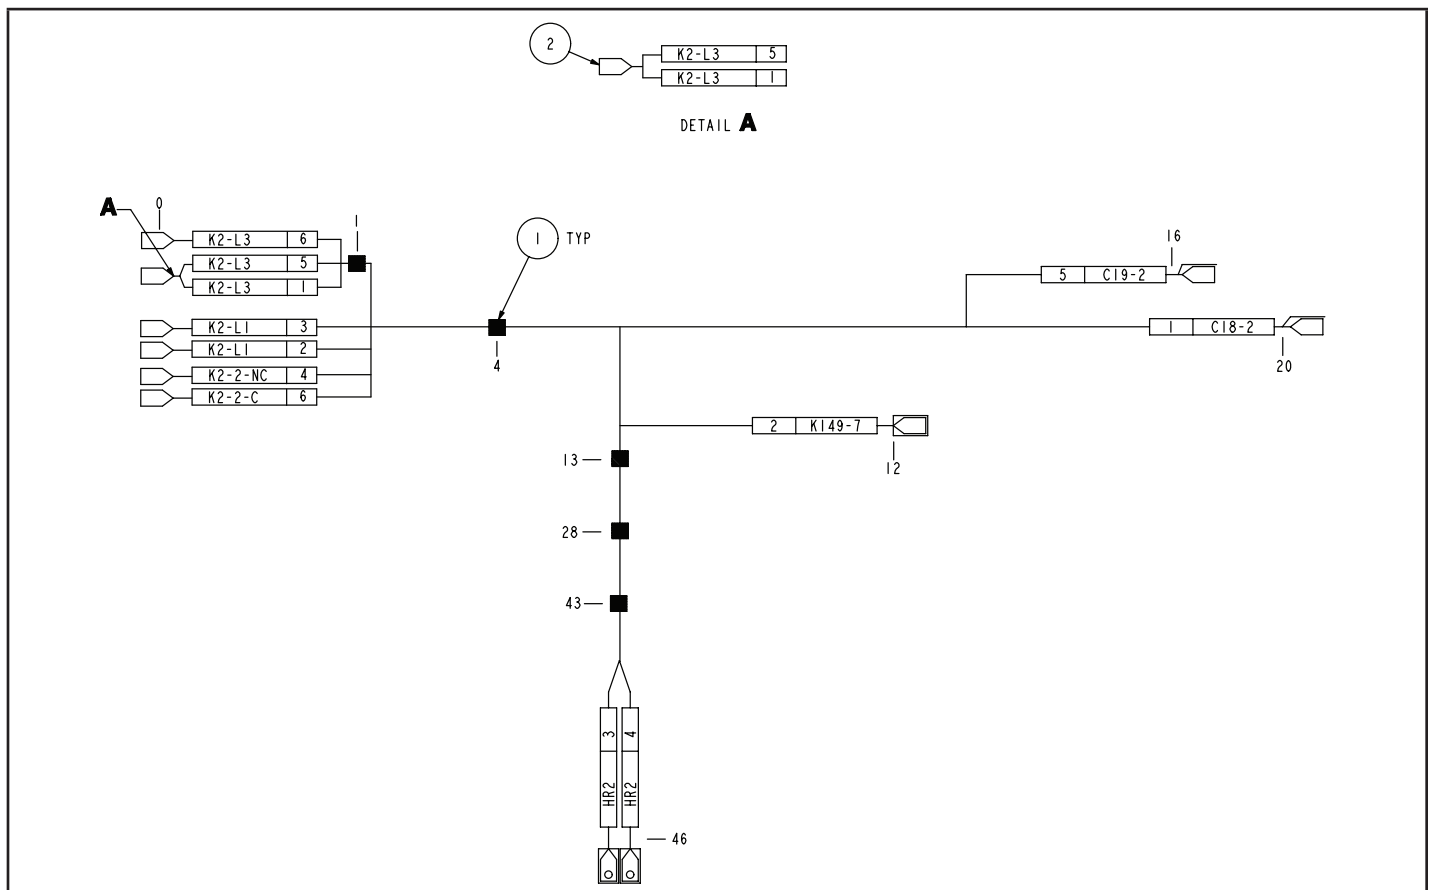 2
K2-L3 5
K2-L3 1
DETAIL A
A
0
1
K2-L3 6
K2-L3 5
K2-L3 1
K2-L1 3
K2-L1 2
K2-2-NC 4
K2-2-C 6
1 TYP
4
16
5 C19-2
1 C18-2
20
2 K149-7
12
13
28
43
3 HR2
4 HR2
46